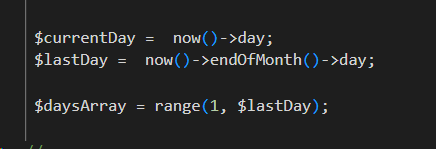 $currentDay =  now()->day;
$lastDay =  now()->endOfMonth()->day;
$daysArray = range(1, $lastDay);
//